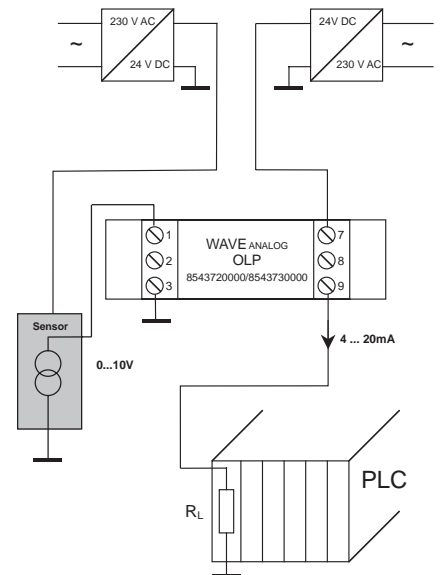 230 V AC
~
24 V DC
24V DC
~
230 V AC
1
2
3
WAVE ANALOG
OLP
8543720000/8543730000
7
8
9
Sensor
0...10V
4 ... 20mA
PLC
RL